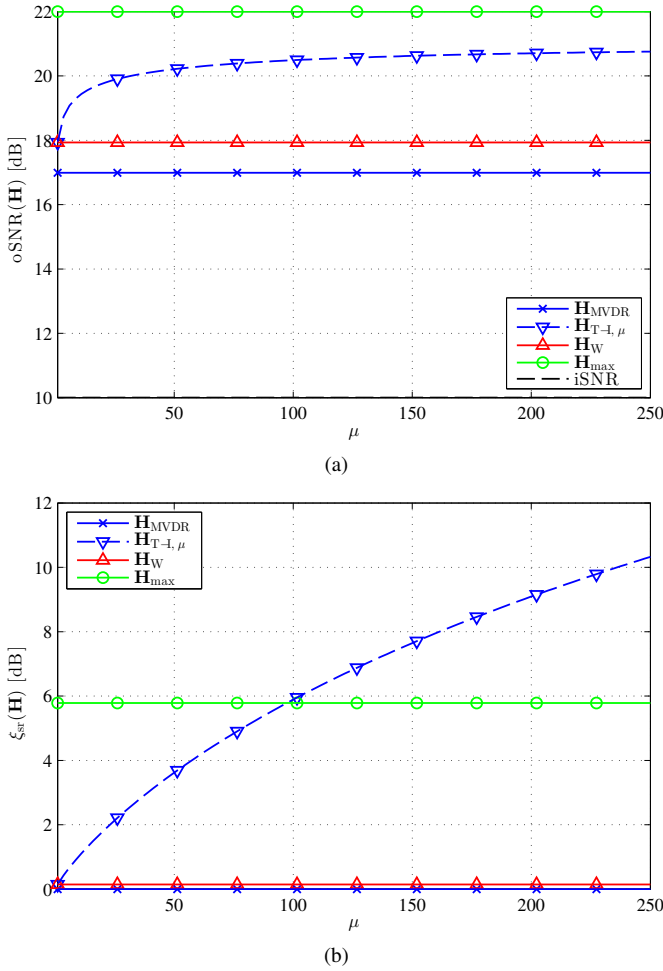 22
20
18
16
14
12
10
oSNR(H) [dB]
H_MVDR
H_T-I, μ
H_W
H_max
iSNR
50 100 150 200 250
μ
(a)
12
10
8
6
4
2
0
ξ_sr(H) [dB]
H_MVDR
H_T-I, μ
H_W
H_max
50 100 150 200 250
μ
(b)